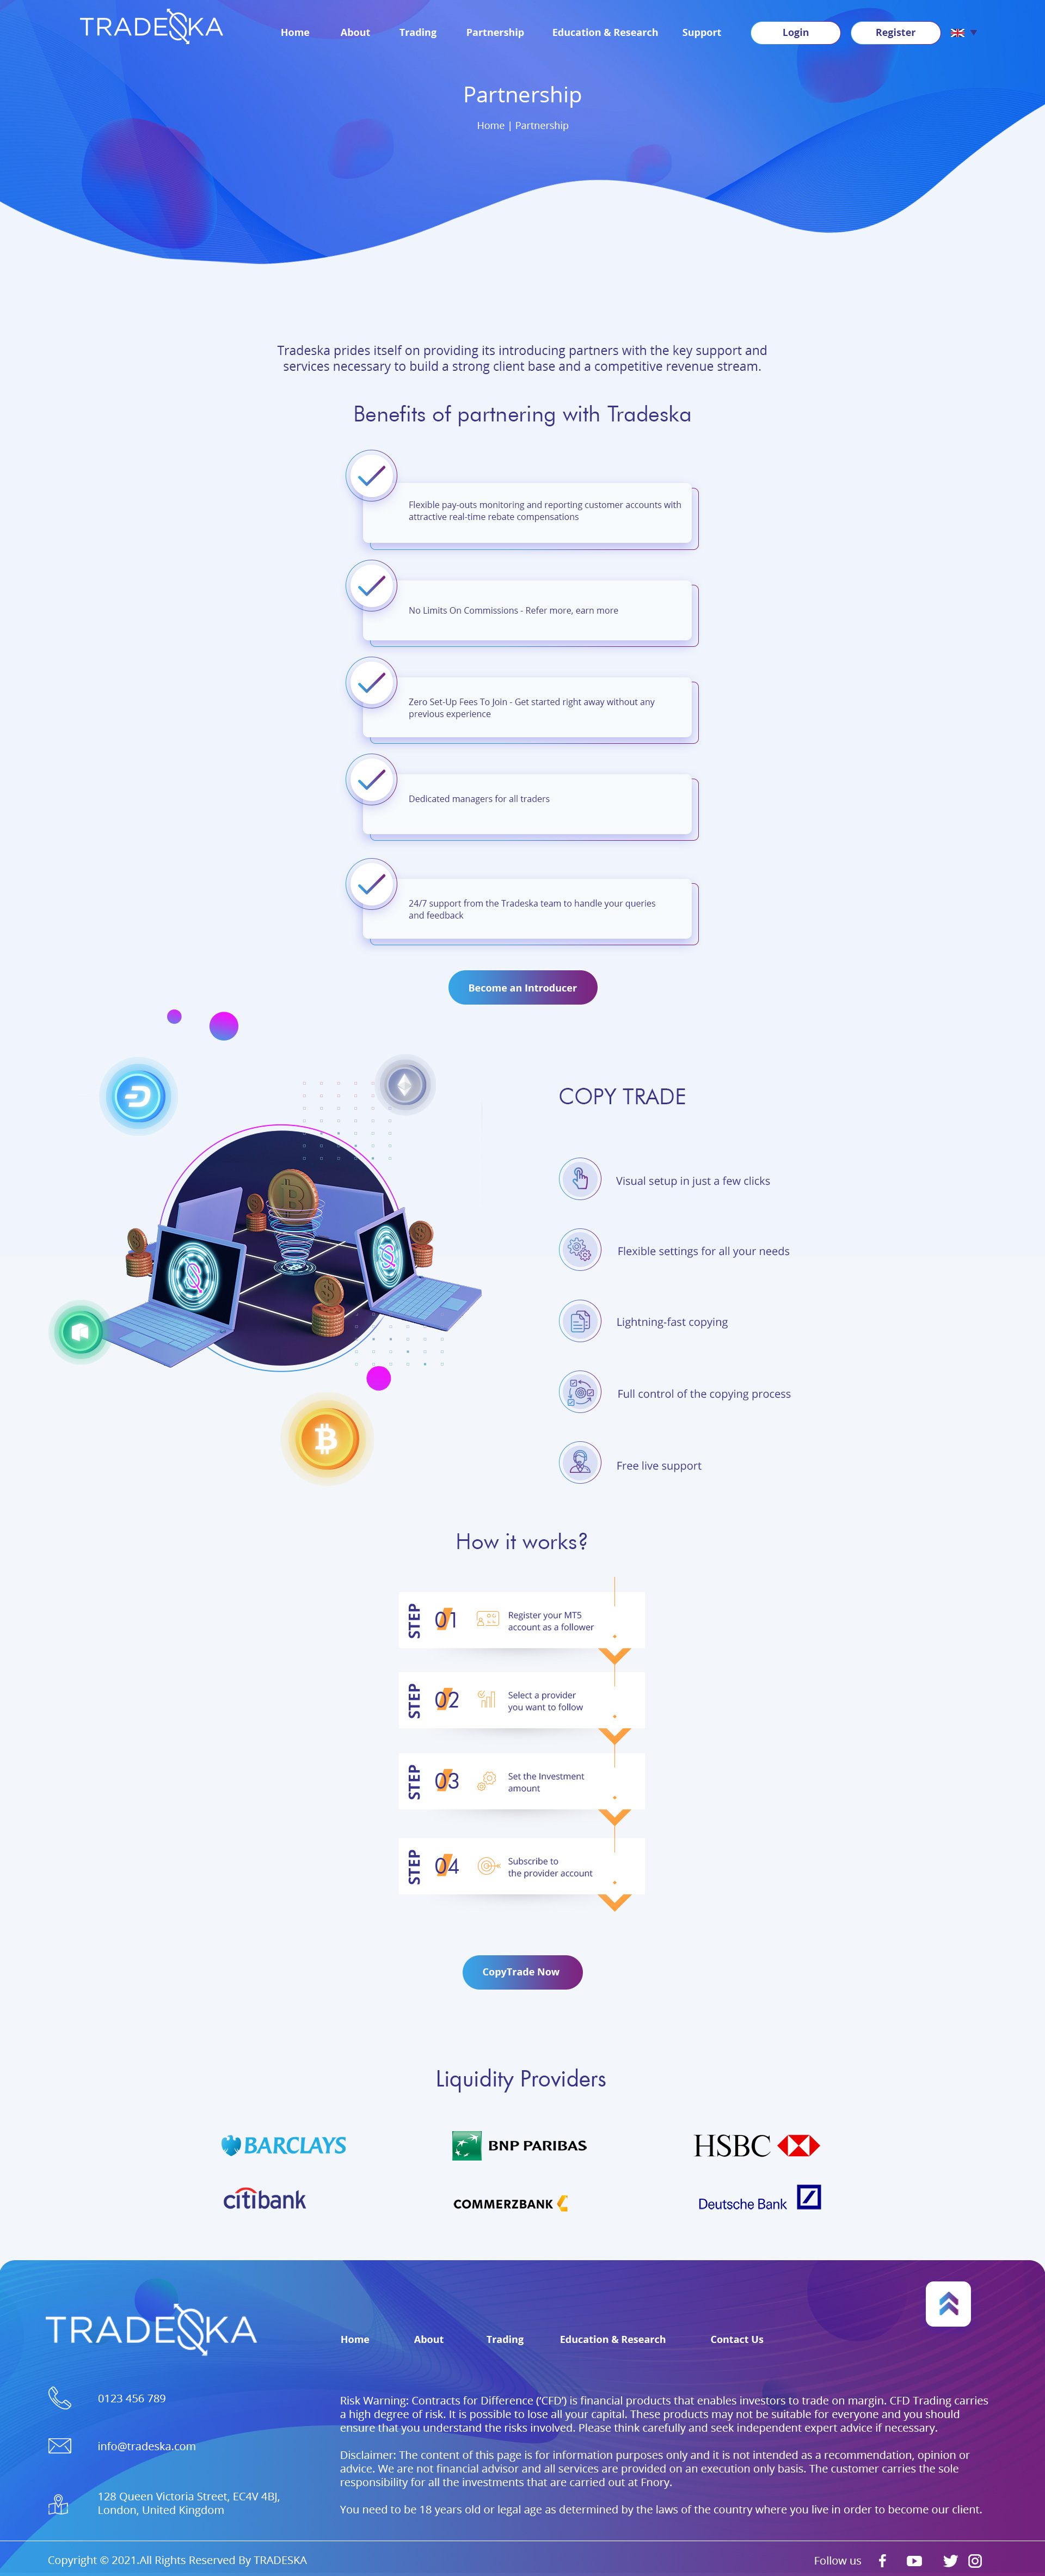 TRADESKA
Home About Trading Partnership Education & Research Support Login Register
Partnership
Home | Partnership
Tradeska prides itself on providing its introducing partners with the key support and
services necessary to build a strong client base and a competitive revenue stream.
Benefits of partnering with Tradeska
Flexible pay-outs monitoring and reporting customer accounts with
attractive real-time rebate compensations
No Limits On Commissions - Refer more, earn more
Zero Set-Up Fees To Join - Get started right away without any
previous experience
Dedicated managers for all traders
24/7 support from the Tradeska team to handle your queries
and feedback
Become an Introducer
COPY TRADE
Visual setup in just a few clicks
Flexible settings for all your needs
Lightning-fast copying
Full control of the copying process
Free live support
How it works?
STEP 01 Register your MT5
account as a follower
STEP 02 Select a provider
you want to follow
STEP 03 Set the Investment
amount
STEP 04 Subscribe to
the provider account
CopyTrade Now
Liquidity Providers
BARCLAYS BNP PARIBAS HSBC
citibank COMMERZBANK Deutsche Bank
TRADESKA
Home About Trading Education & Research Contact Us
0123 456 789
info@tradeska.com
128 Queen Victoria Street, EC4V 4BJ,
London, United Kingdom
Risk Warning: Contracts for Difference (‘CFD’) is financial products that enables investors to trade on margin. CFD Trading carries
a high degree of risk. It is possible to lose all your capital. These products may not be suitable for everyone and you should
ensure that you understand the risks involved. Please think carefully and seek independent expert advice if necessary.
Disclaimer: The content of this page is for information purposes only and it is not intended as a recommendation, opinion or
advice. We are not financial advisor and all services are provided on an execution only basis. The customer carries the sole
responsibility for all the investments that are carried out at Fnory.
You need to be 18 years old or legal age as determined by the laws of the country where you live in order to become our client.
Copyright © 2021.All Rights Reserved By TRADESKA
Follow us